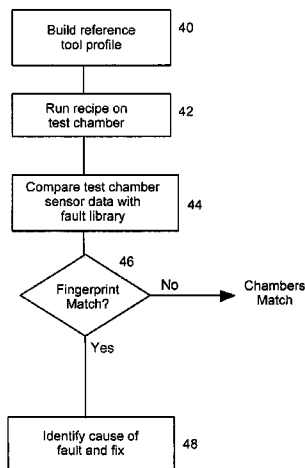 Build reference
tool profile
40
Run recipe on
test chamber
42
Compare test chamber
sensor data with
fault library
44
46
Fingerprint
Match?
No
Chambers
Match
Yes
Identify cause of
fault and fix
48